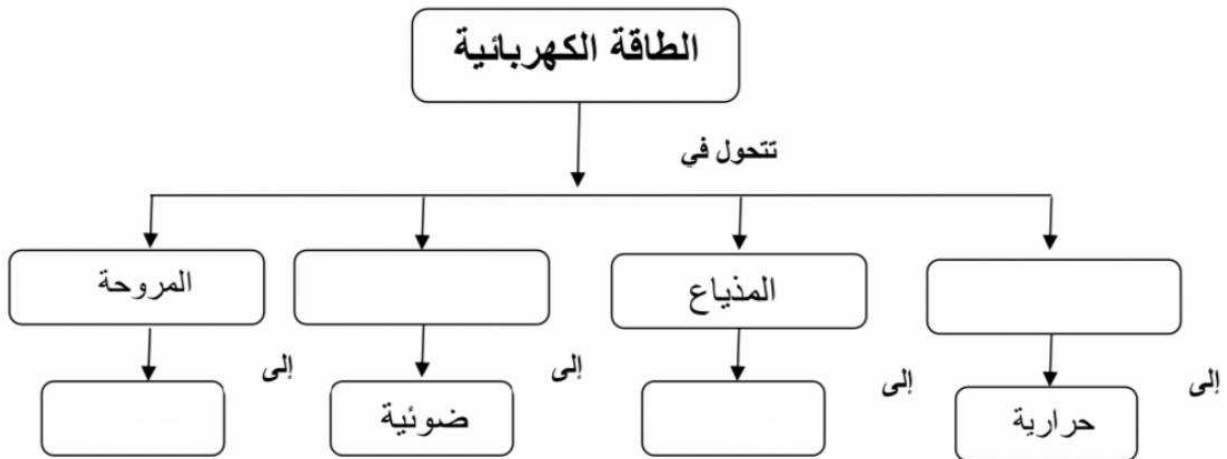 الطاقة الكهربائية
تتحول في
المذياع
المروحة
إلى
إلى
إلى
إلى
حرارية
ضوئية